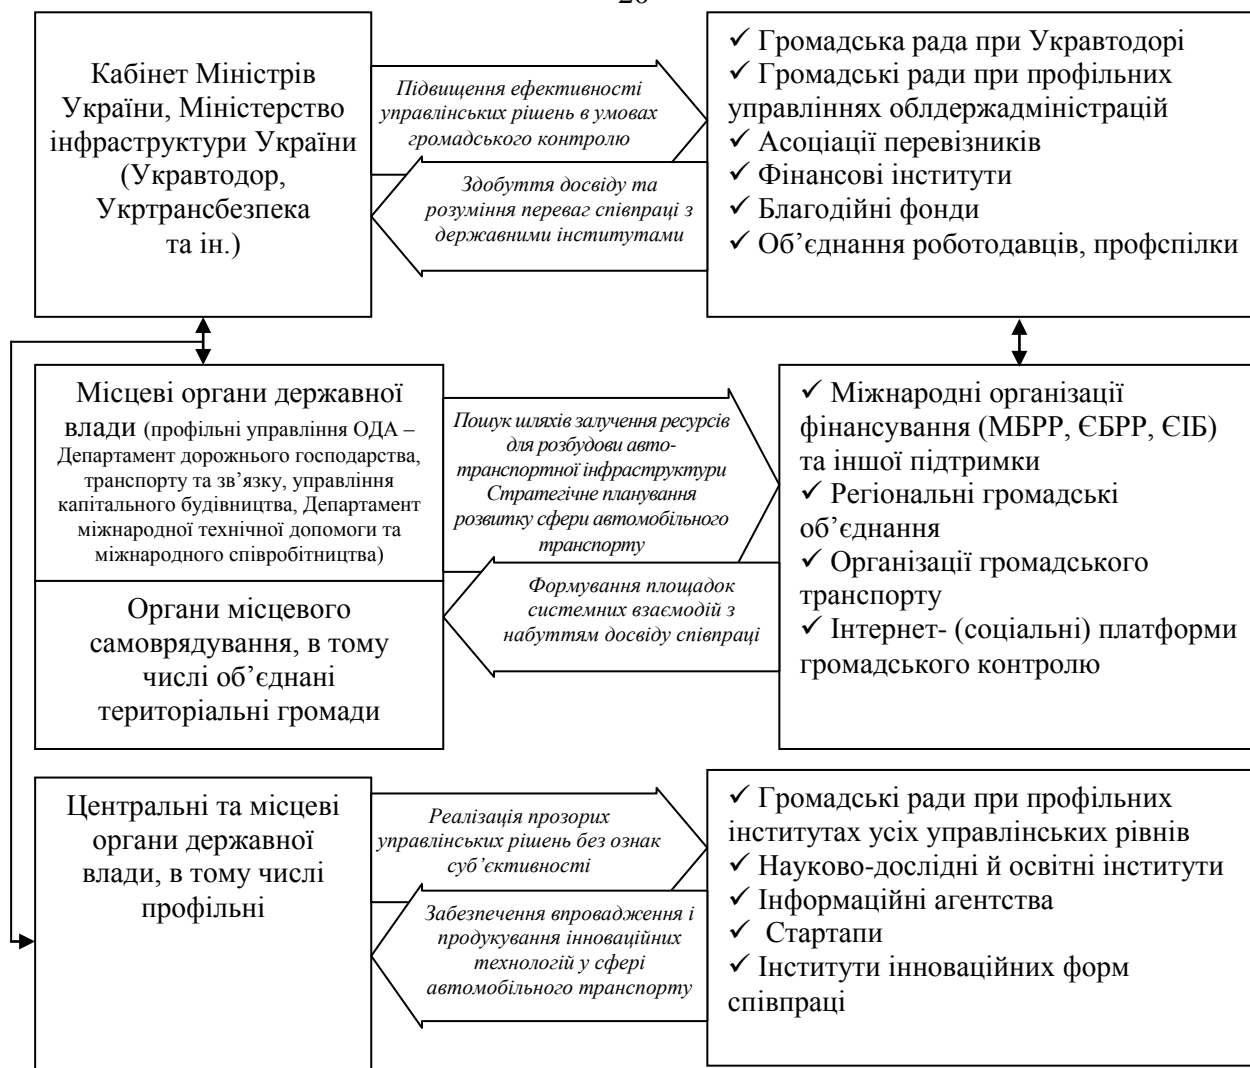 Кабінет Міністрів
України, Міністерство
інфраструктури України
(Укравтодор,
Укртрансбезпека
та ін.)
Підвищення ефективності
управлінських рішень в умовах
громадського контролю
Здобуття досвіду та
розуміння переваг співпраці з
державними інститутами
✓ Громадська рада при Укравтодорі
✓ Громадські ради при профільних
управліннях облдержадміністрацій
✓ Асоціації перевізників
✓ Фінансові інститути
✓ Благодійні фонди
✓ Об’єднання роботодавців, профспілки
Місцеві органи державної
влади (профільні управління ОДА –
Департамент дорожнього господарства,
транспорту та зв’язку, управління
капітального будівництва, Департамент
міжнародної технічної допомоги та
міжнародного співробітництва)
Органи місцевого
самоврядування, в тому
числі об’єднані
територіальні громади
Пошук шляхів залучення ресурсів
для розбудови авто-
транспортної інфраструктури
Стратегічне планування
розвитку сфери автомобільного
транспорту
Формування площадок
системних взаємодій з
набуттям досвіду співпраці
✓ Міжнародні організації
фінансування (МБРР, ЄБРР, ЄІБ)
та іншої підтримки
✓ Регіональні громадські
об’єднання
✓ Організації громадського
транспорту
✓ Інтернет- (соціальні) платформи
громадського контролю
Центральні та місцеві
органи державної
влади, в тому числі
профільні
Реалізація прозорих
управлінських рішень без ознак
суб’єктивності
Забезпечення впровадження і
продукування інноваційних
технологій у сфері
автомобільного транспорту
✓ Громадські ради при профільних
інститутах усіх управлінських рівнів
✓ Науково-дослідні й освітні інститути
✓ Інформаційні агентства
✓ Стартапи
✓ Інститути інноваційних форм
співпраці